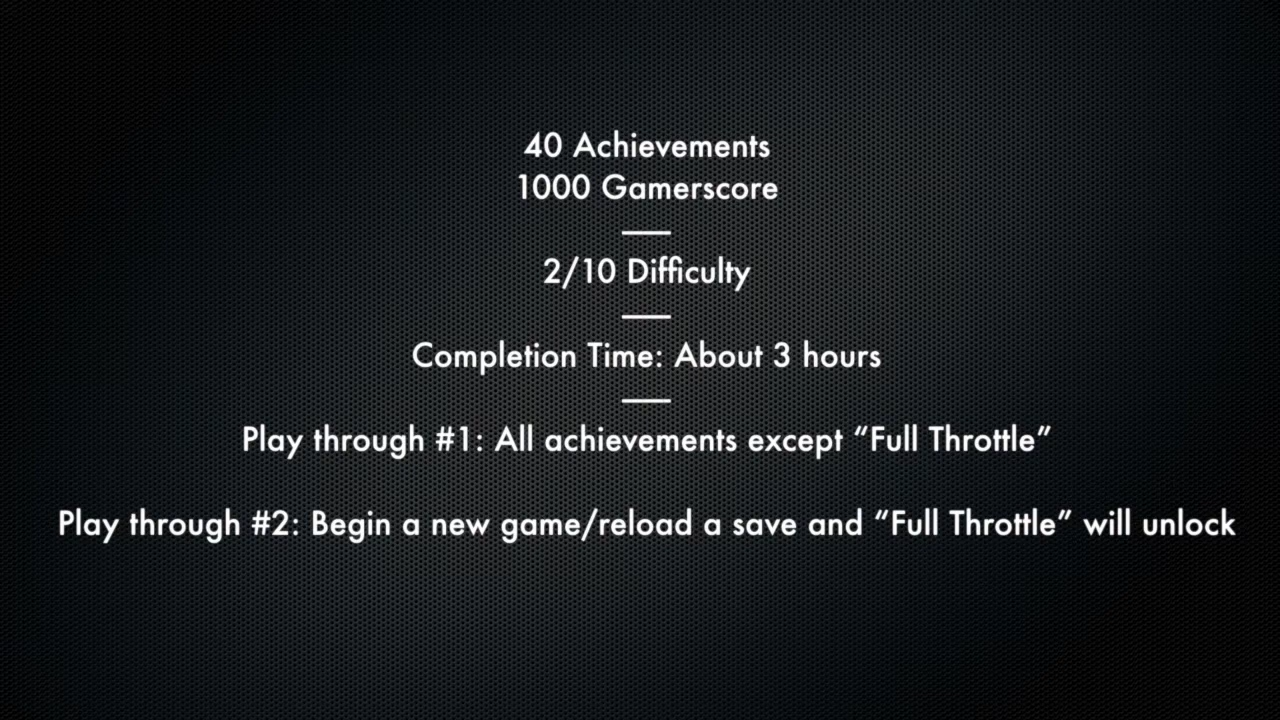 40 Achievements
1000 Gamerscore
2/10 Difficulty
Completion Time: About 3 hours
Play through #1: All achievements except “Full Throttle”
Play through #2: Begin a new game/reload a save and “Full Throttle” will unlock